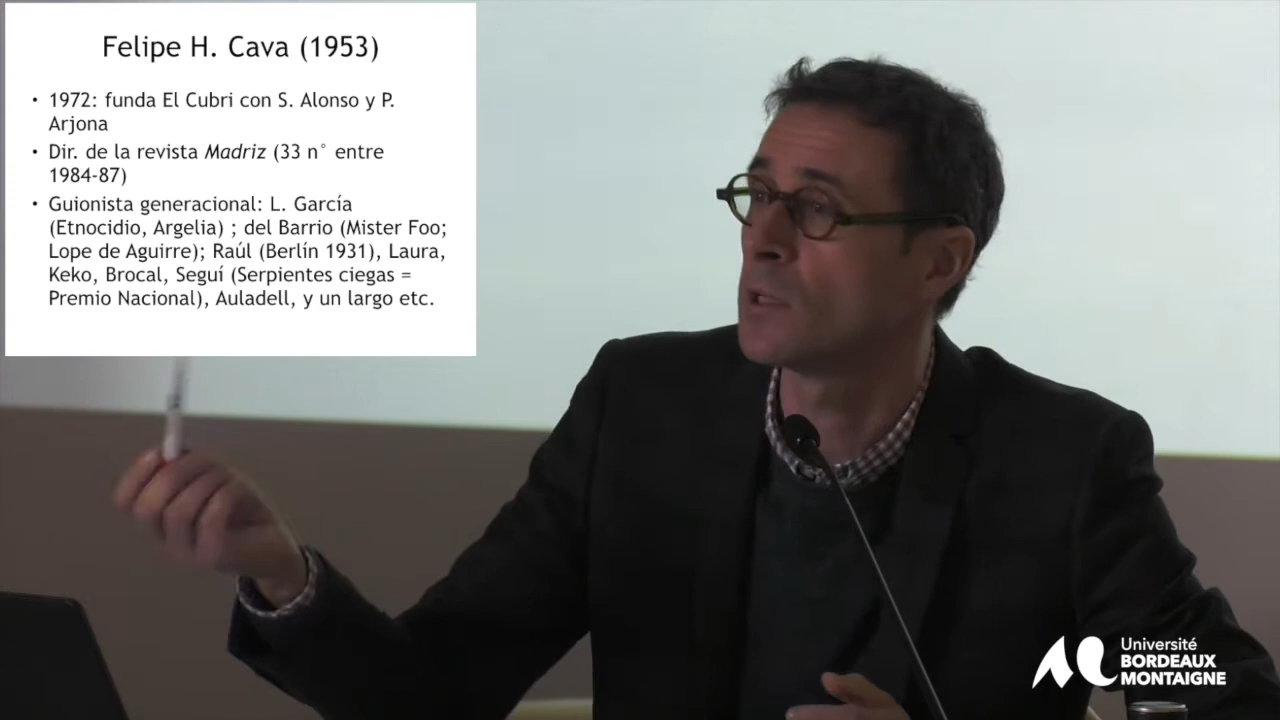 Felipe H. Cava (1953)
• 1972: funda El Cubri con S. Alonso y P.
Arjona
• Dir. de la revista Madriz (33 n° entre
1984-87)
• Guionista generacional: L. García
(Etnocidio, Argelia) ; del Barrio (Mister Foo;
Lope de Aguirre); Raúl (Berlín 1931), Laura,
Keko, Brocal, Seguí (Serpientes ciegas =
Premio Nacional), Auladell, y un largo etc.
Université
BORDEAUX
MONTAIGNE